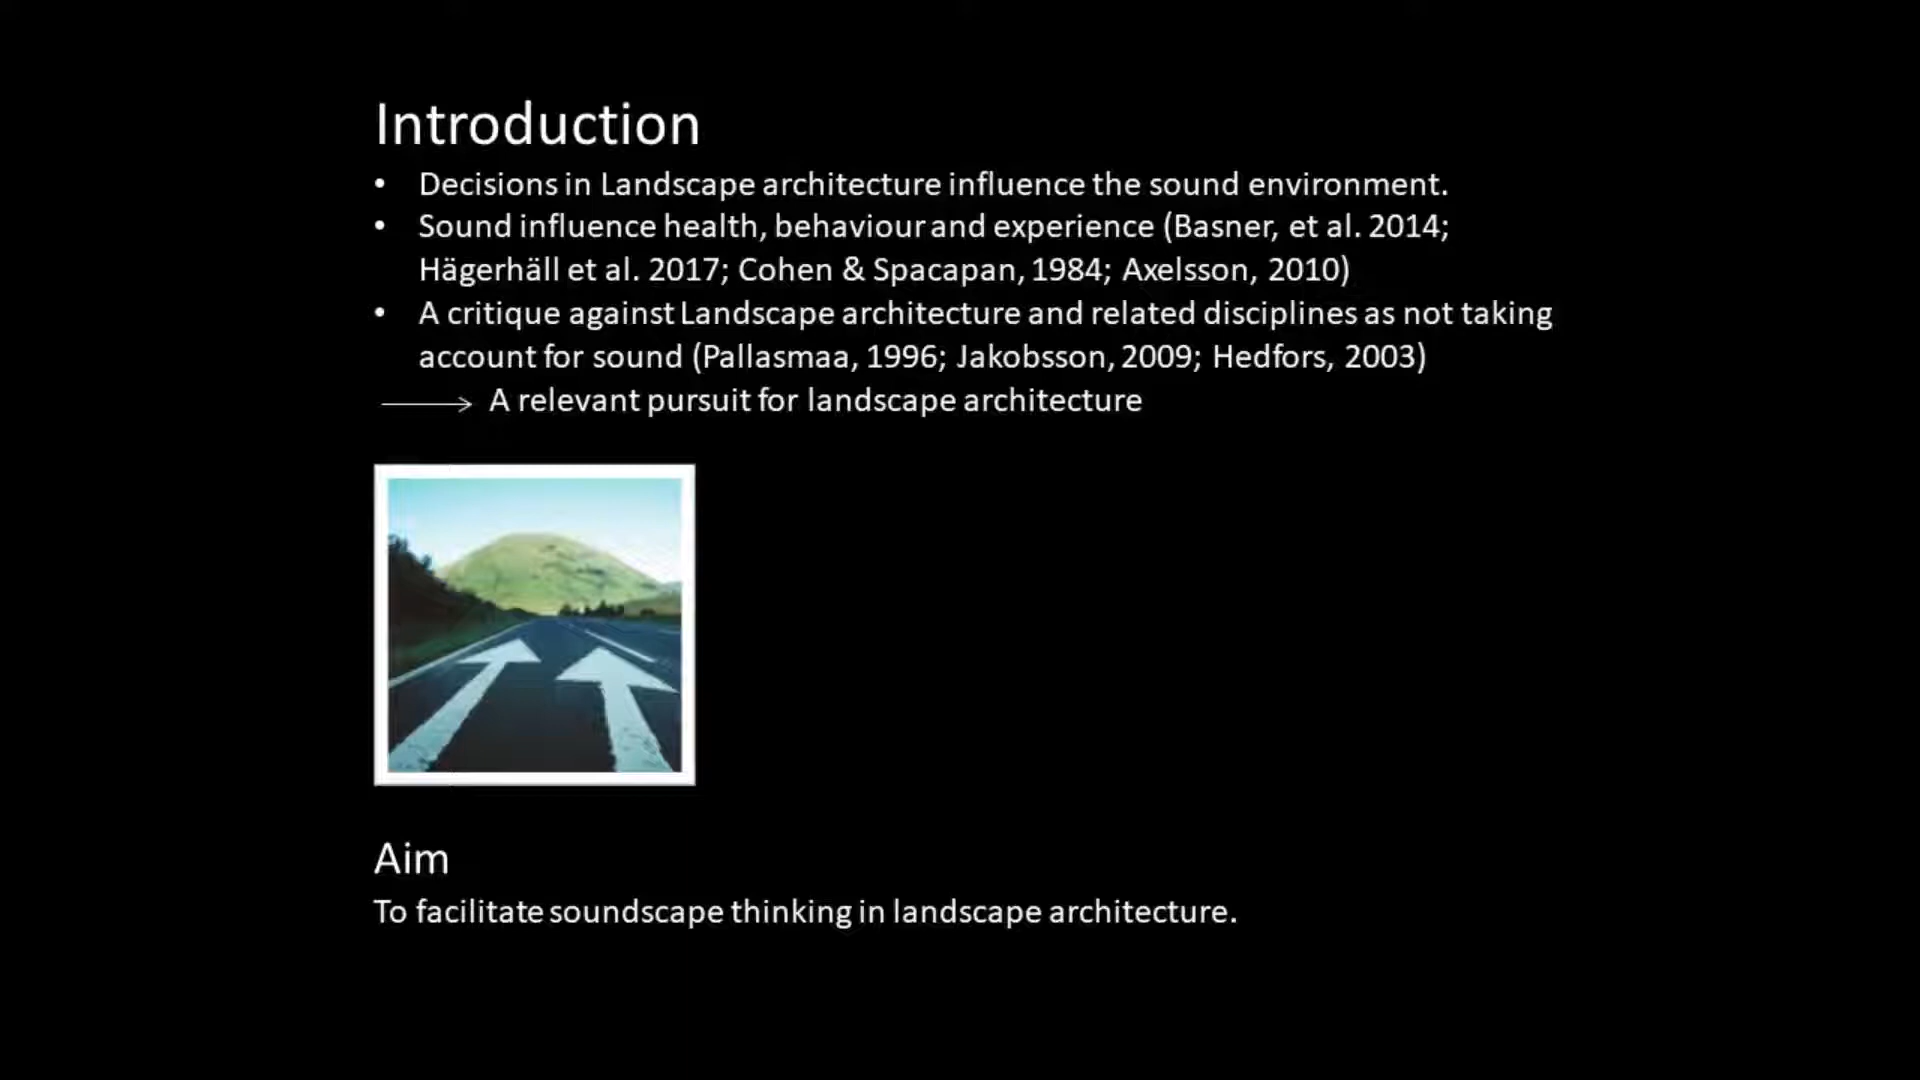 Introduction
• Decisions in Landscape architecture influence the sound environment.
• Sound influence health, behaviour and experience (Basner, et al. 2014;
Hägerhäll et al. 2017; Cohen & Spacapan, 1984; Axelsson, 2010)
• A critique against Landscape architecture and related disciplines as not taking
account for sound (Pallasmaa, 1996; Jakobsson, 2009; Hedfors, 2003)
A relevant pursuit for landscape architecture
Aim
To facilitate soundscape thinking in landscape architecture.